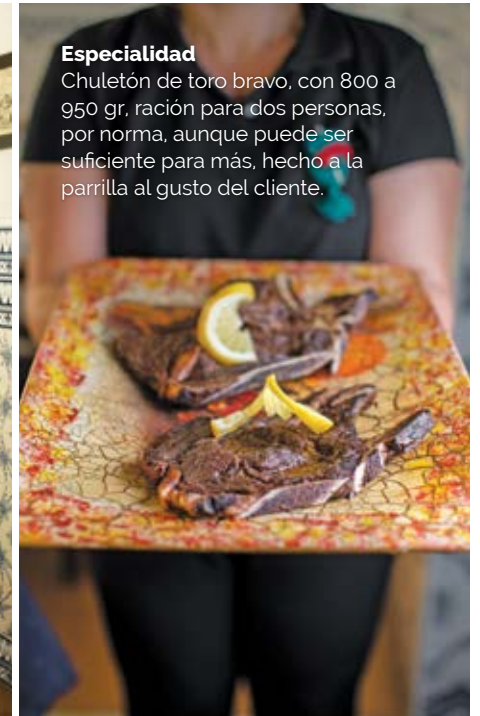 Especialidad
Chuletón de toro bravo, con 800 a
950 gr, ración para dos personas,
por norma, aunque puede ser
suficiente para más, hecho a la
parrilla al gusto del cliente.